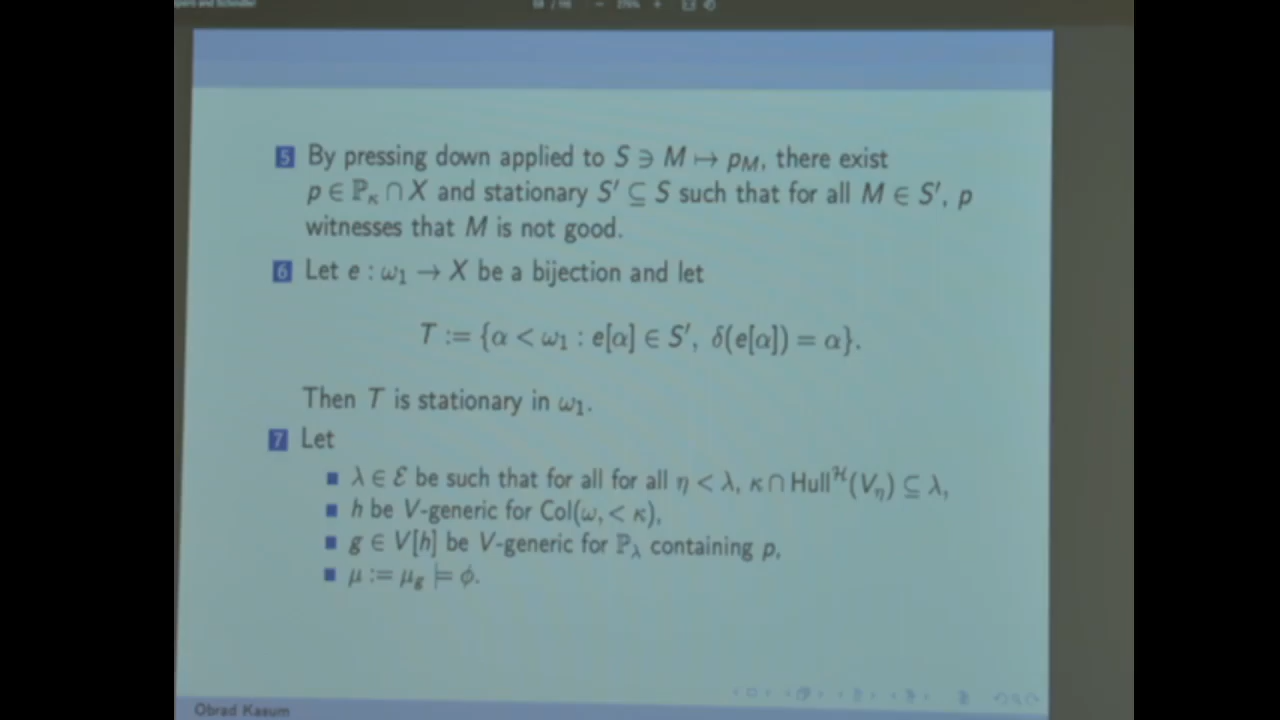 5 By pressing down applied to S ∋ M ↦ p_M, there exist
p ∈ ℙ_κ ∩ X and stationary S′ ⊆ S such that for all M ∈ S′, p
witnesses that M is not good.
6 Let e : ω₁ → X be a bijection and let
T := {α < ω₁ : e[α] ∈ S′, δ(e[α]) = α}.
Then T is stationary in ω₁.
7 Let
■ λ ∈ ℰ be such that for all for all η < λ, κ ∩ Hull^ℋ(V_η) ⊆ λ,
■ h be V-generic for Col(ω, < κ),
■ g ∈ V[h] be V-generic for ℙ_λ containing p,
■ μ := μ_g ⊨ ϕ.
Obrad Kasum